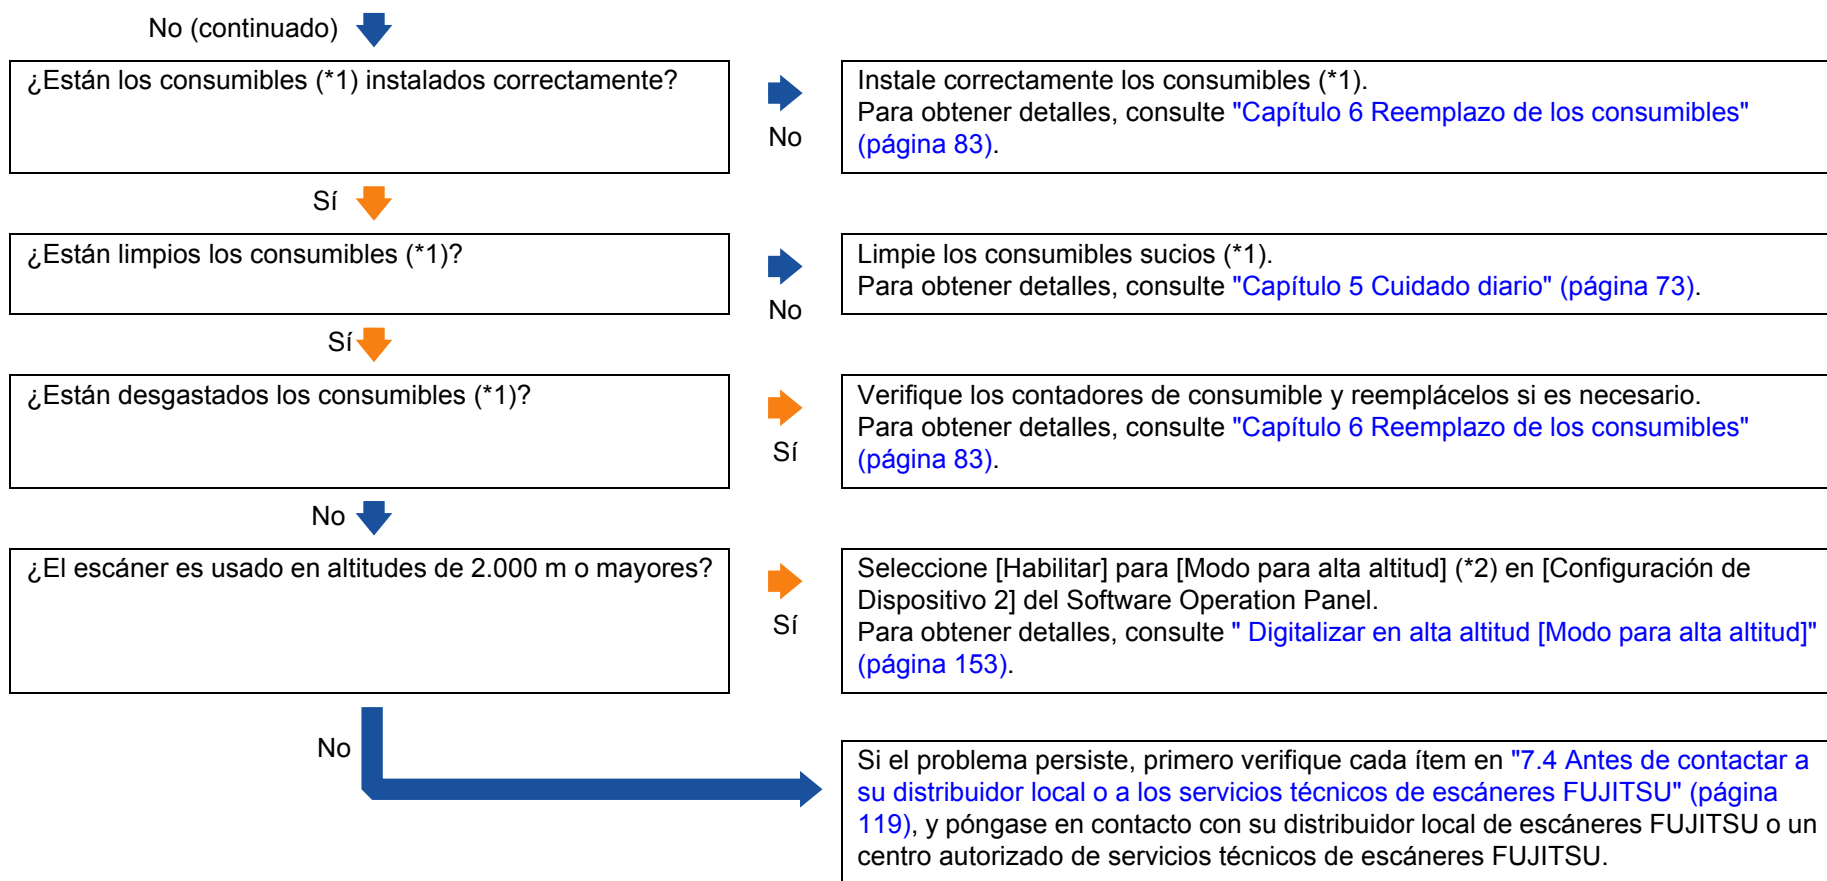 No (continuado)
¿Están los consumibles (*1) instalados correctamente?
No
Instale correctamente los consumibles (*1).
Para obtener detalles, consulte "Capítulo 6 Reemplazo de los consumibles"
(página 83).
Sí
¿Están limpios los consumibles (*1)?
No
Limpie los consumibles sucios (*1).
Para obtener detalles, consulte "Capítulo 5 Cuidado diario" (página 73).
Sí
¿Están desgastados los consumibles (*1)?
Sí
Verifique los contadores de consumible y reemplácelos si es necesario.
Para obtener detalles, consulte "Capítulo 6 Reemplazo de los consumibles"
(página 83).
No
¿El escáner es usado en altitudes de 2.000 m o mayores?
Sí
Seleccione [Habilitar] para [Modo para alta altitud] (*2) en [Configuración de
Dispositivo 2] del Software Operation Panel.
Para obtener detalles, consulte " Digitalizar en alta altitud [Modo para alta altitud]"
(página 153).
No
Si el problema persiste, primero verifique cada ítem en "7.4 Antes de contactar a
su distribuidor local o a los servicios técnicos de escáneres FUJITSU" (página
119), y póngase en contacto con su distribuidor local de escáneres FUJITSU o un
centro autorizado de servicios técnicos de escáneres FUJITSU.